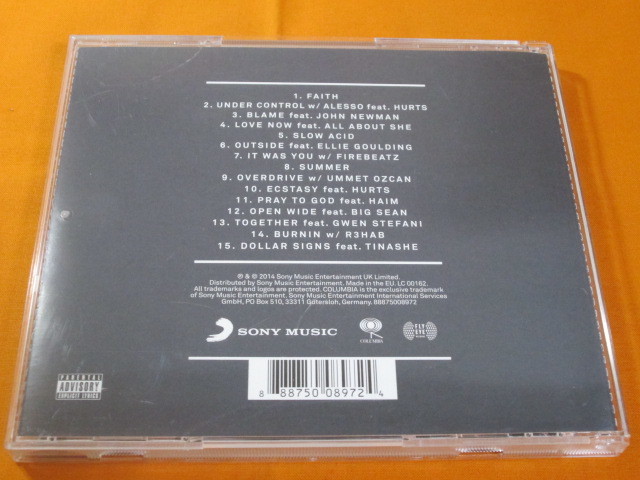 1. FAITH
2. UNDER CONTROL w/ ALESSO feat. HURTS
3. BLAME feat. JOHN NEWMAN
4. LOVE NOW feat. ALL ABOUT SHE
5. SLOW ACID
6. OUTSIDE feat. ELLIE GOULDING
7. IT WAS YOU w/ FIREBEATZ
8. SUMMER
9. OVERDRIVE w/ UMMET OZCAN
10. ECSTASY feat. HURTS
11. PRAY TO GOD feat. HAIM
12. OPEN WIDE feat. BIG SEAN
13. TOGETHER feat. GWEN STEFANI
14. BURNIN w/ R3HAB
15. DOLLAR SIGNS feat. TINASHE
℗ & © 2014 Sony Music Entertainment UK Limited.
Distributed by Sony Music Entertainment. Made in the EU. LC 00162.
All trademarks and logos are protected. COLUMBIA is the exclusive trademark
of Sony Music Entertainment. Sony Music Entertainment International Services
GmbH, PO Box 510, 33311 Gütersloh, Germany. 88875008972
SONY MUSIC
COLUMBIA
FLY EYE
PARENTAL
ADVISORY
EXPLICIT LYRICS
8 88750 08972 4